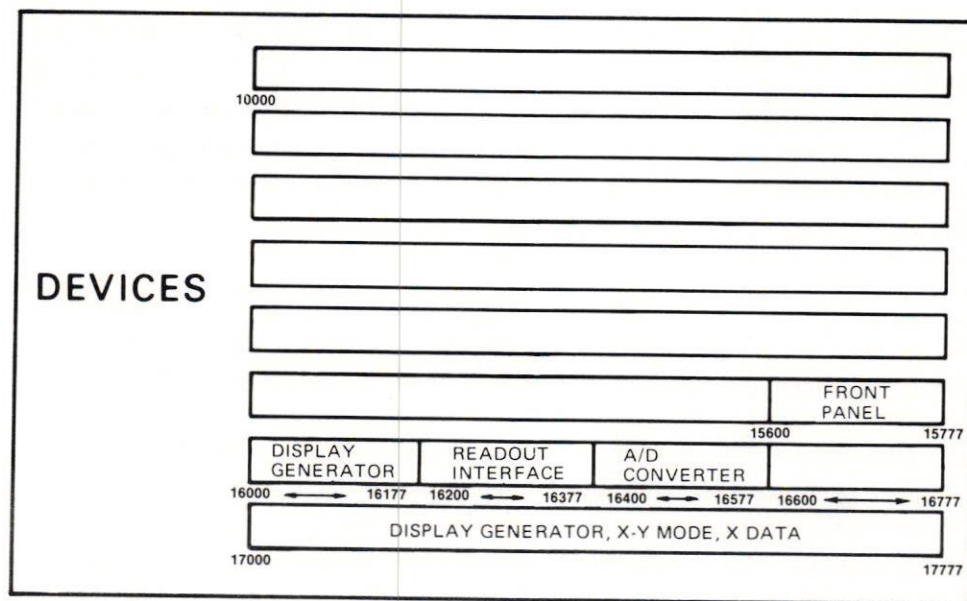 10000
DEVICES
FRONT
PANEL
15600 15777
DISPLAY
GENERATOR
READOUT
INTERFACE
A/D
CONVERTER
16000 16177 16200 16377 16400 16577 16600 16777
DISPLAY GENERATOR, X-Y MODE, X DATA
17000 17777